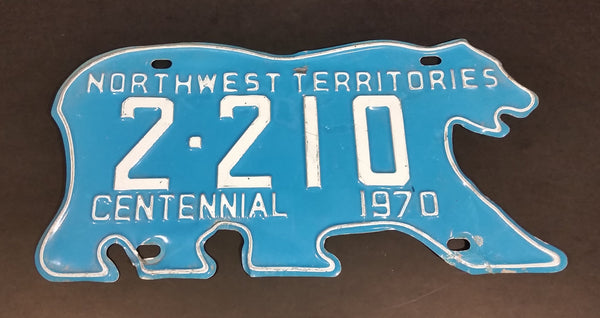 NORTHWEST TERRITORIES
2·210
CENTENNIAL 1970